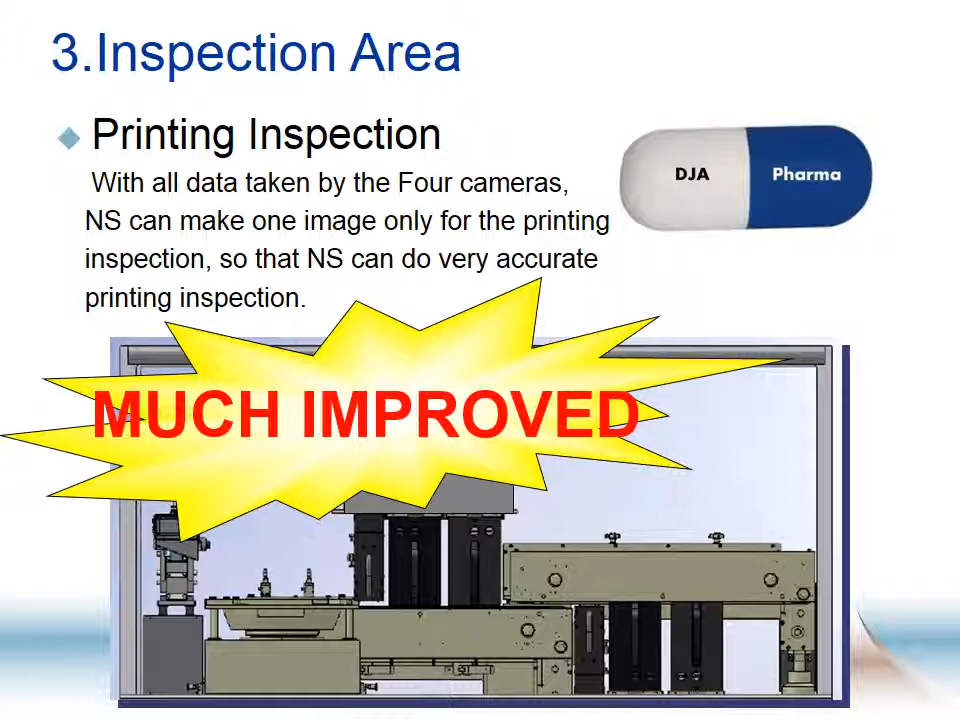 3.Inspection Area
Printing Inspection
With all data taken by the Four cameras,
NS can make one image only for the printing
inspection, so that NS can do very accurate
printing inspection.
DJA Pharma
MUCH IMPROVED